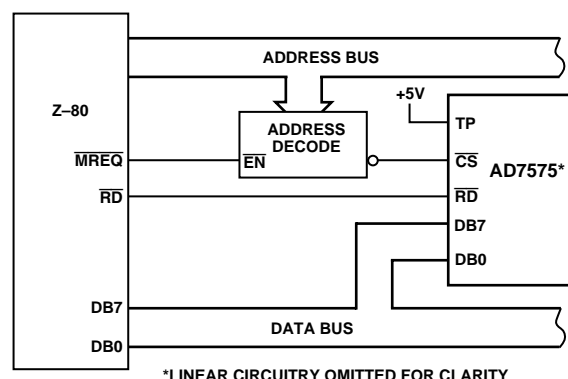 ADDRESS BUS
+5V
Z–80
TP
ADDRESS
DECODE
MREQ
EN
CS
AD7575*
RD
RD
DB7
DB0
DB7
DATA BUS
DB0
*LINEAR CIRCUITRY OMITTED FOR CLARITY